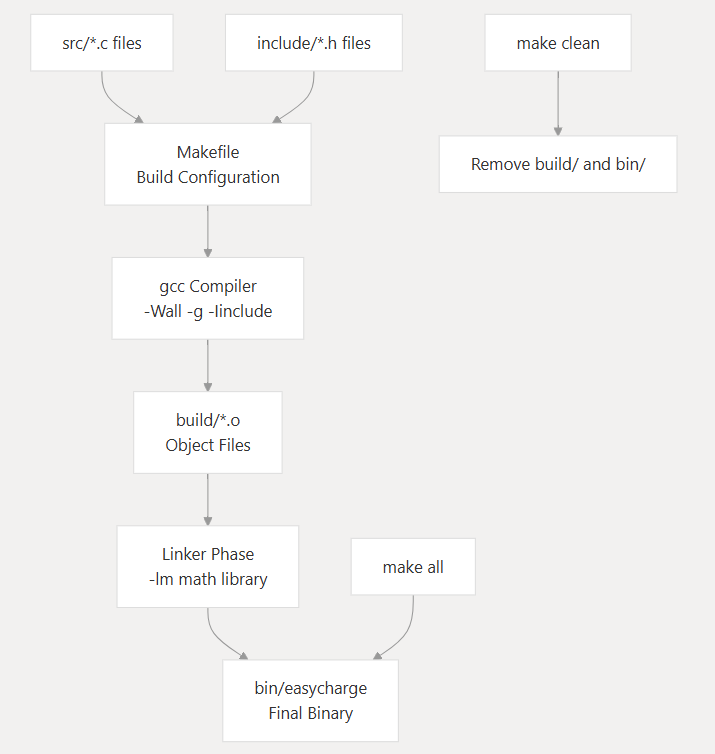 src/*.c files
include/*.h files
make clean
Makefile
Build Configuration
Remove build/ and bin/
gcc Compiler
-Wall -g -Iinclude
build/*.o
Object Files
Linker Phase
-lm math library
make all
bin/easycharge
Final Binary